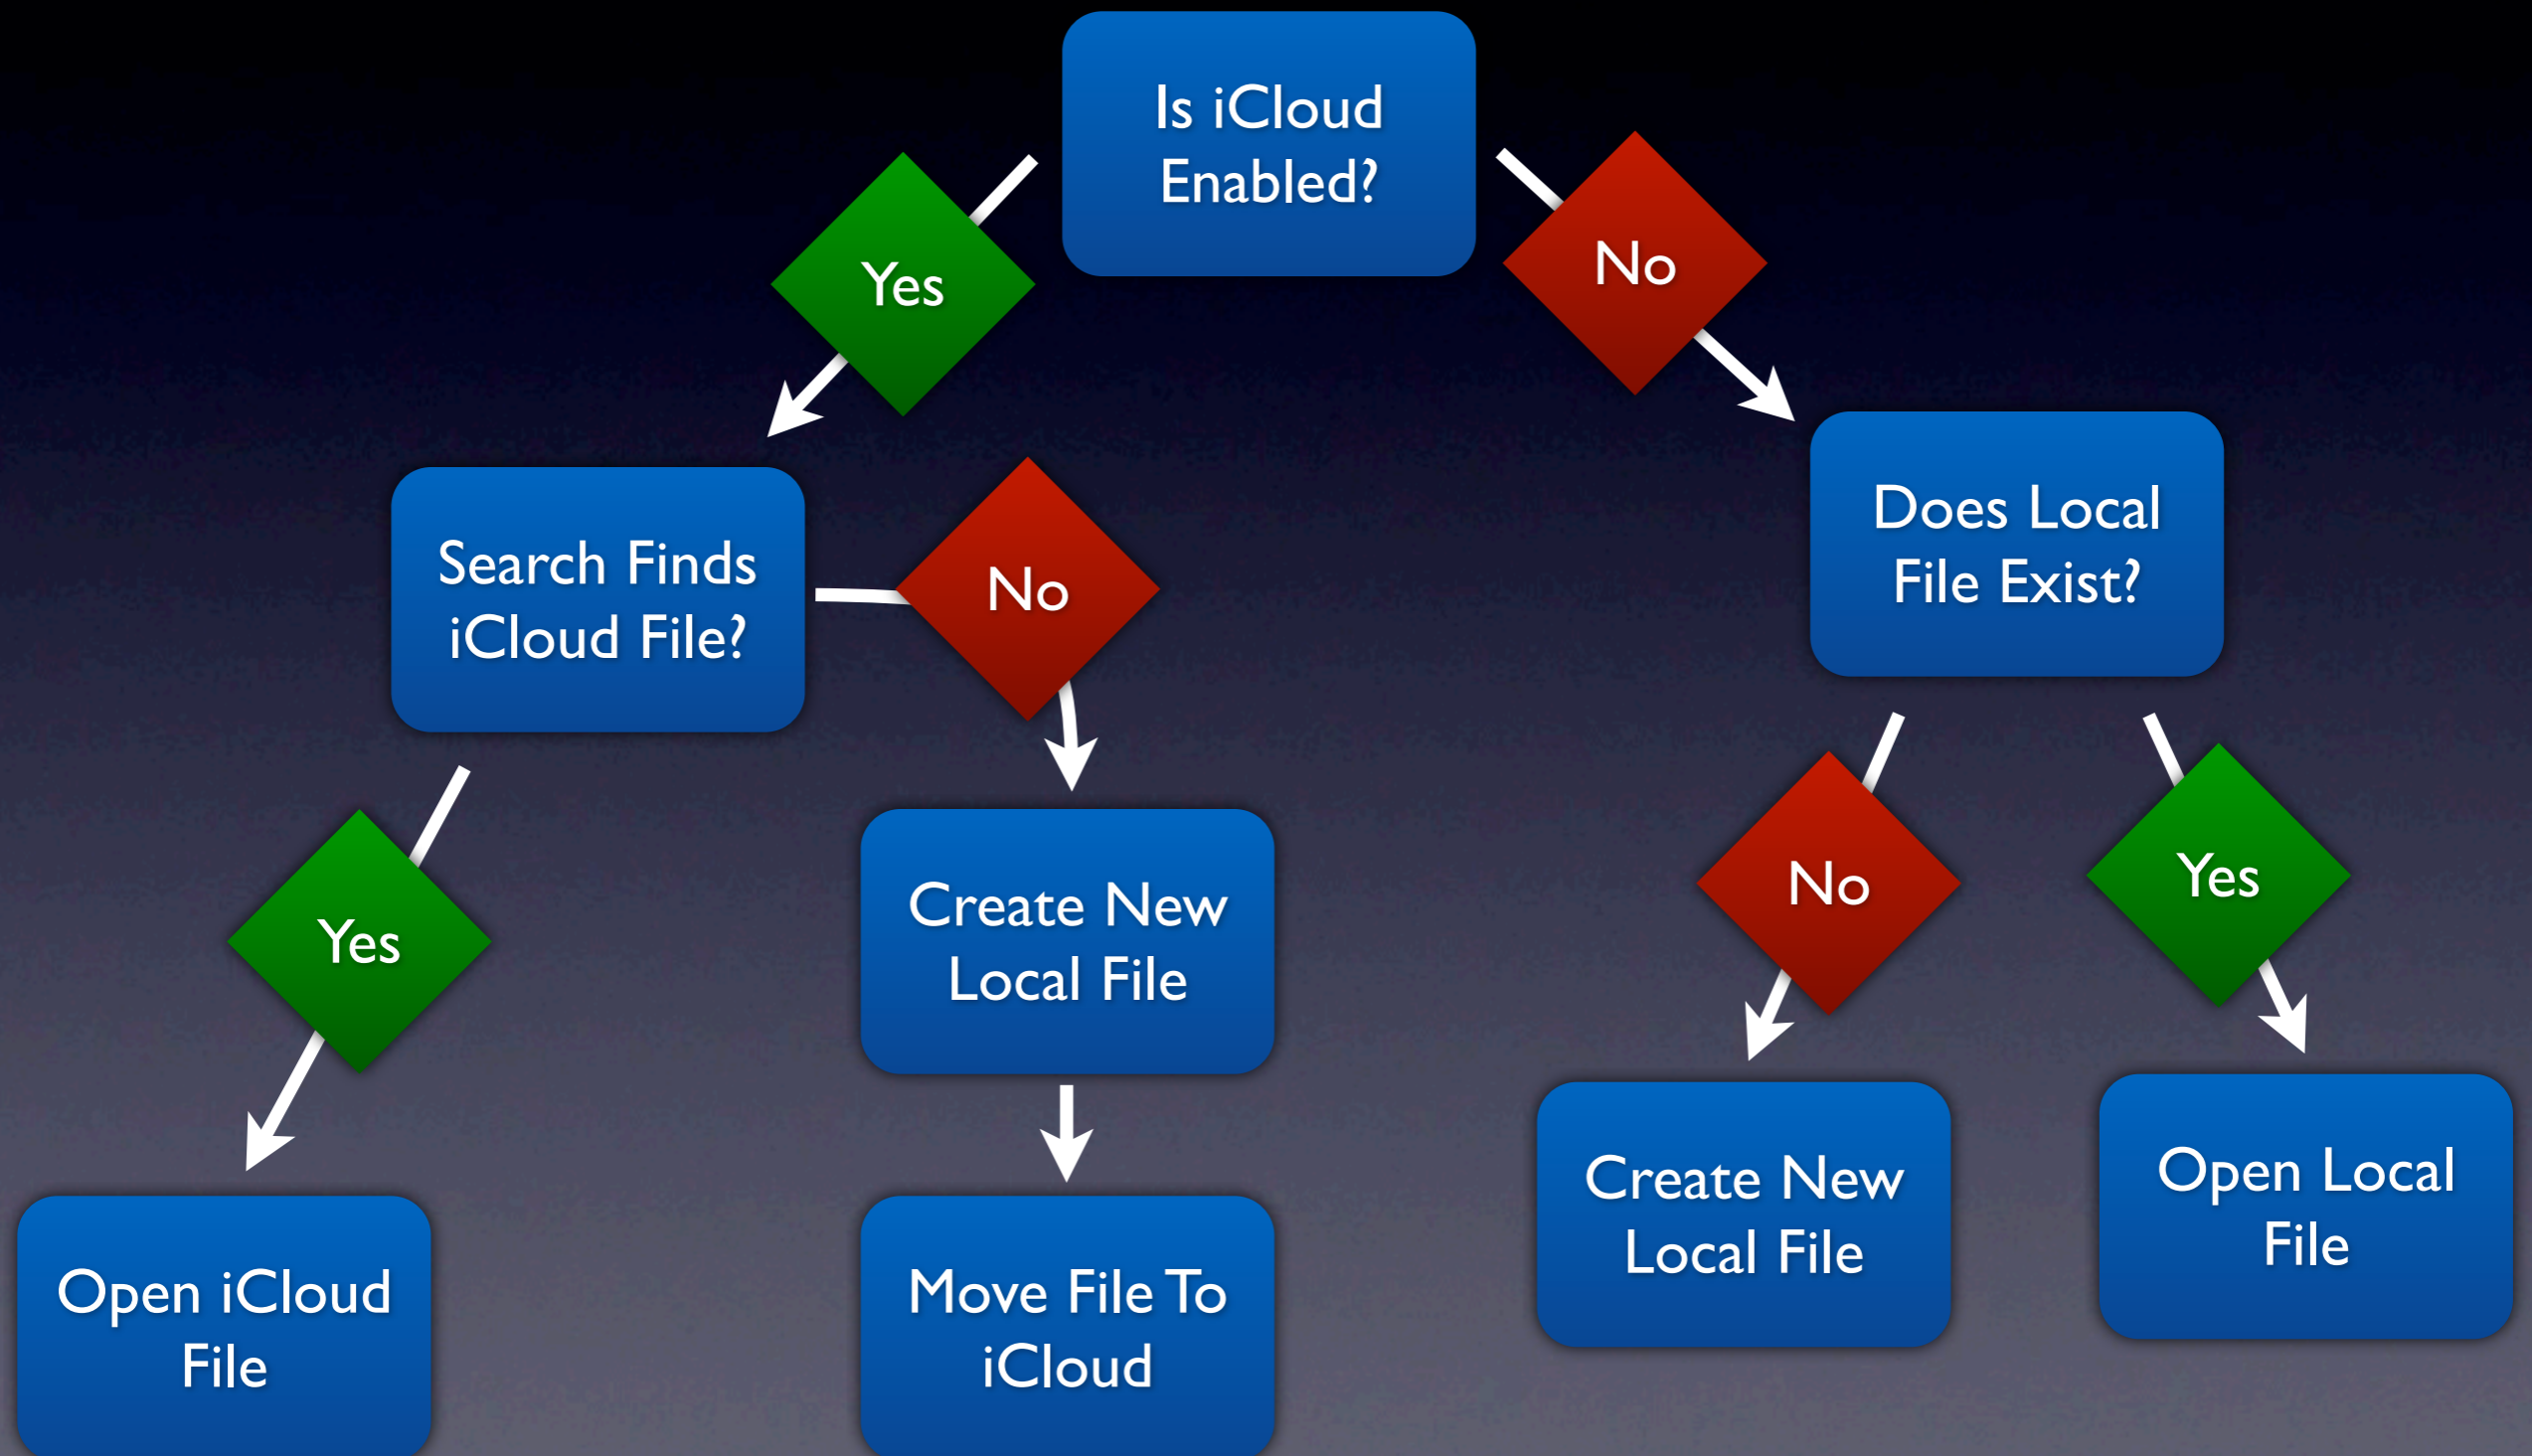 Is iCloud
Enabled?
Yes
No
Search Finds
iCloud File?
No
Does Local
File Exist?
Yes
Create New
Local File
No
Yes
Open iCloud
File
Move File To
iCloud
Create New
Local File
Open Local
File